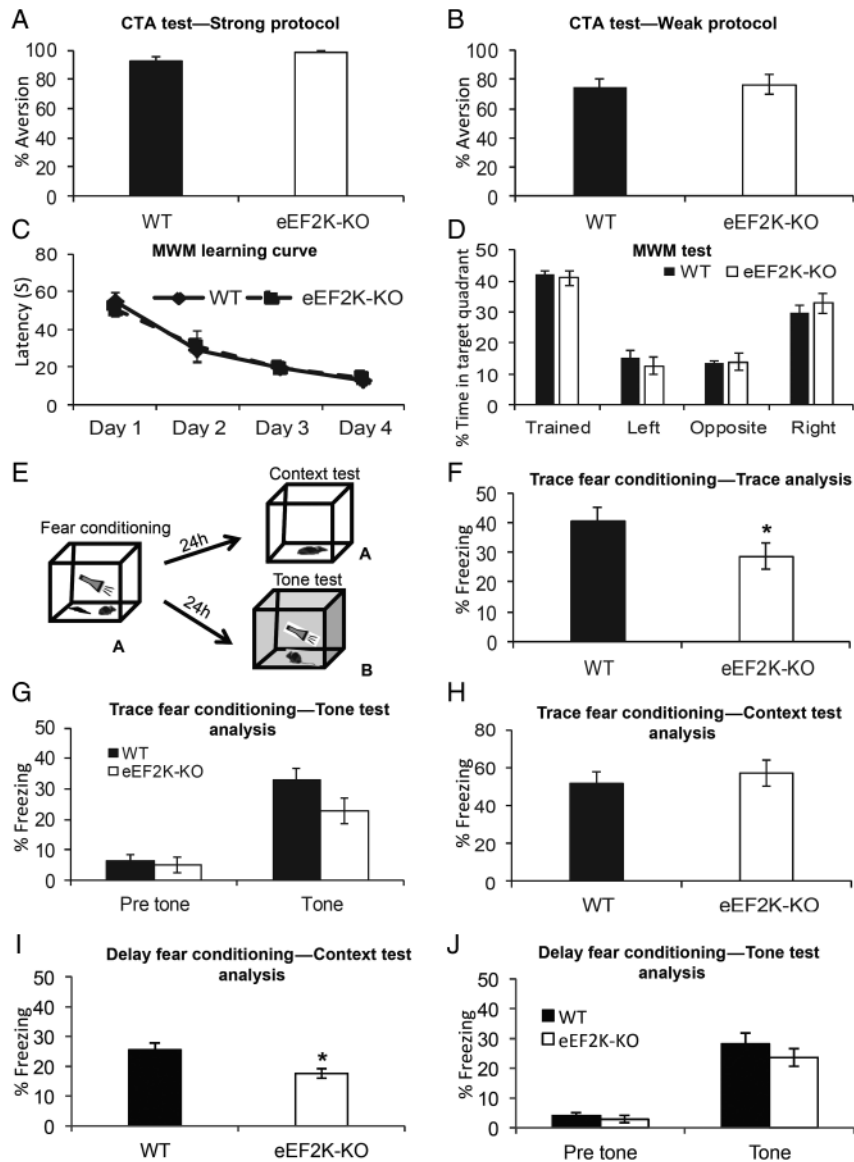 A
CTA test—Strong protocol
% Aversion
100
80
60
40
20
0
WT
eEF2K-KO
B
CTA test—Weak protocol
% Aversion
100
80
60
40
20
0
WT
eEF2K-KO
C
MWM learning curve
Latency (S)
80
60
40
20
0
WT
eEF2K-KO
Day 1
Day 2
Day 3
Day 4
D
MWM test
WT
eEF2K-KO
% Time in target quadrant
50
40
30
20
10
0
Trained
Left
Opposite
Right
E
Fear conditioning
A
24h
24h
Context test
A
Tone test
B
F
Trace fear conditioning—Trace analysis
% Freezing
50
40
30
20
10
0
*
WT
eEF2K-KO
G
Trace fear conditioning—Tone test
analysis
% Freezing
50
40
30
20
10
0
WT
eEF2K-KO
Pre tone
Tone
H
Trace fear conditioning—Context test
analysis
% Freezing
80
60
40
20
0
WT
eEF2K-KO
I
Delay fear conditioning—Context test
analysis
% Freezing
50
40
30
20
10
0
*
WT
eEF2K-KO
J
Delay fear conditioning—Tone test
analysis
% Freezing
50
40
30
20
10
0
WT
eEF2K-KO
Pre tone
Tone